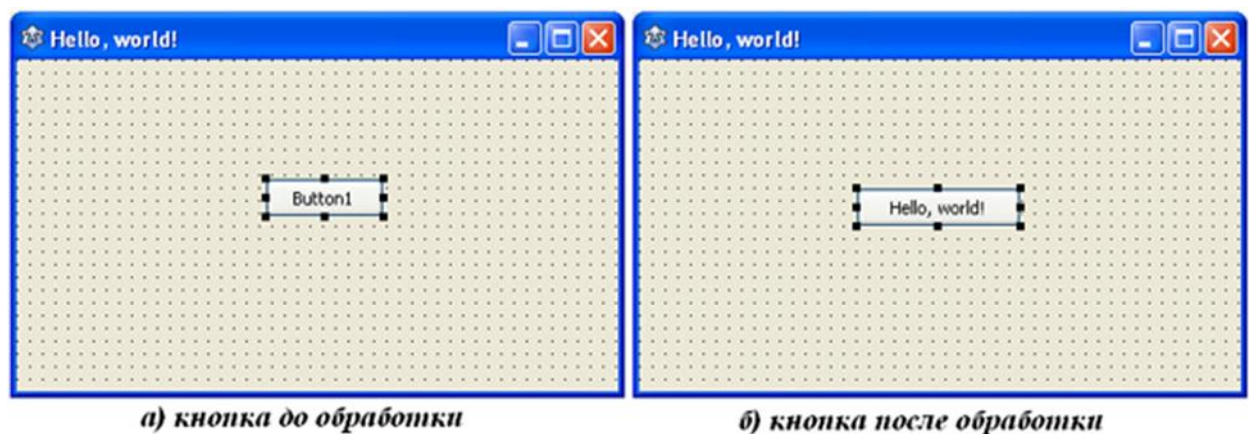 Hello, world!
Hello, world!
Button1
Hello, world!
а) кнопка до обработки
б) кнопка после обработки